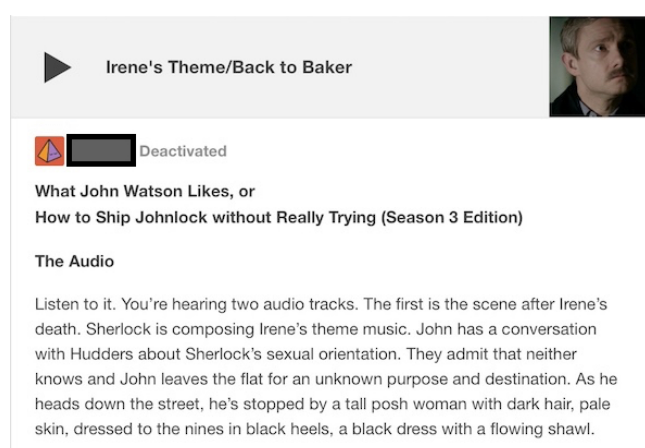 Irene's Theme/Back to Baker
Deactivated
What John Watson Likes, or
How to Ship Johnlock without Really Trying (Season 3 Edition)
The Audio
Listen to it. You’re hearing two audio tracks. The first is the scene after Irene’s
death. Sherlock is composing Irene’s theme music. John has a conversation
with Hudders about Sherlock’s sexual orientation. They admit that neither
knows and John leaves the flat for an unknown purpose and destination. As he
heads down the street, he’s stopped by a tall posh woman with dark hair, pale
skin, dressed to the nines in black heels, a black dress with a flowing shawl.